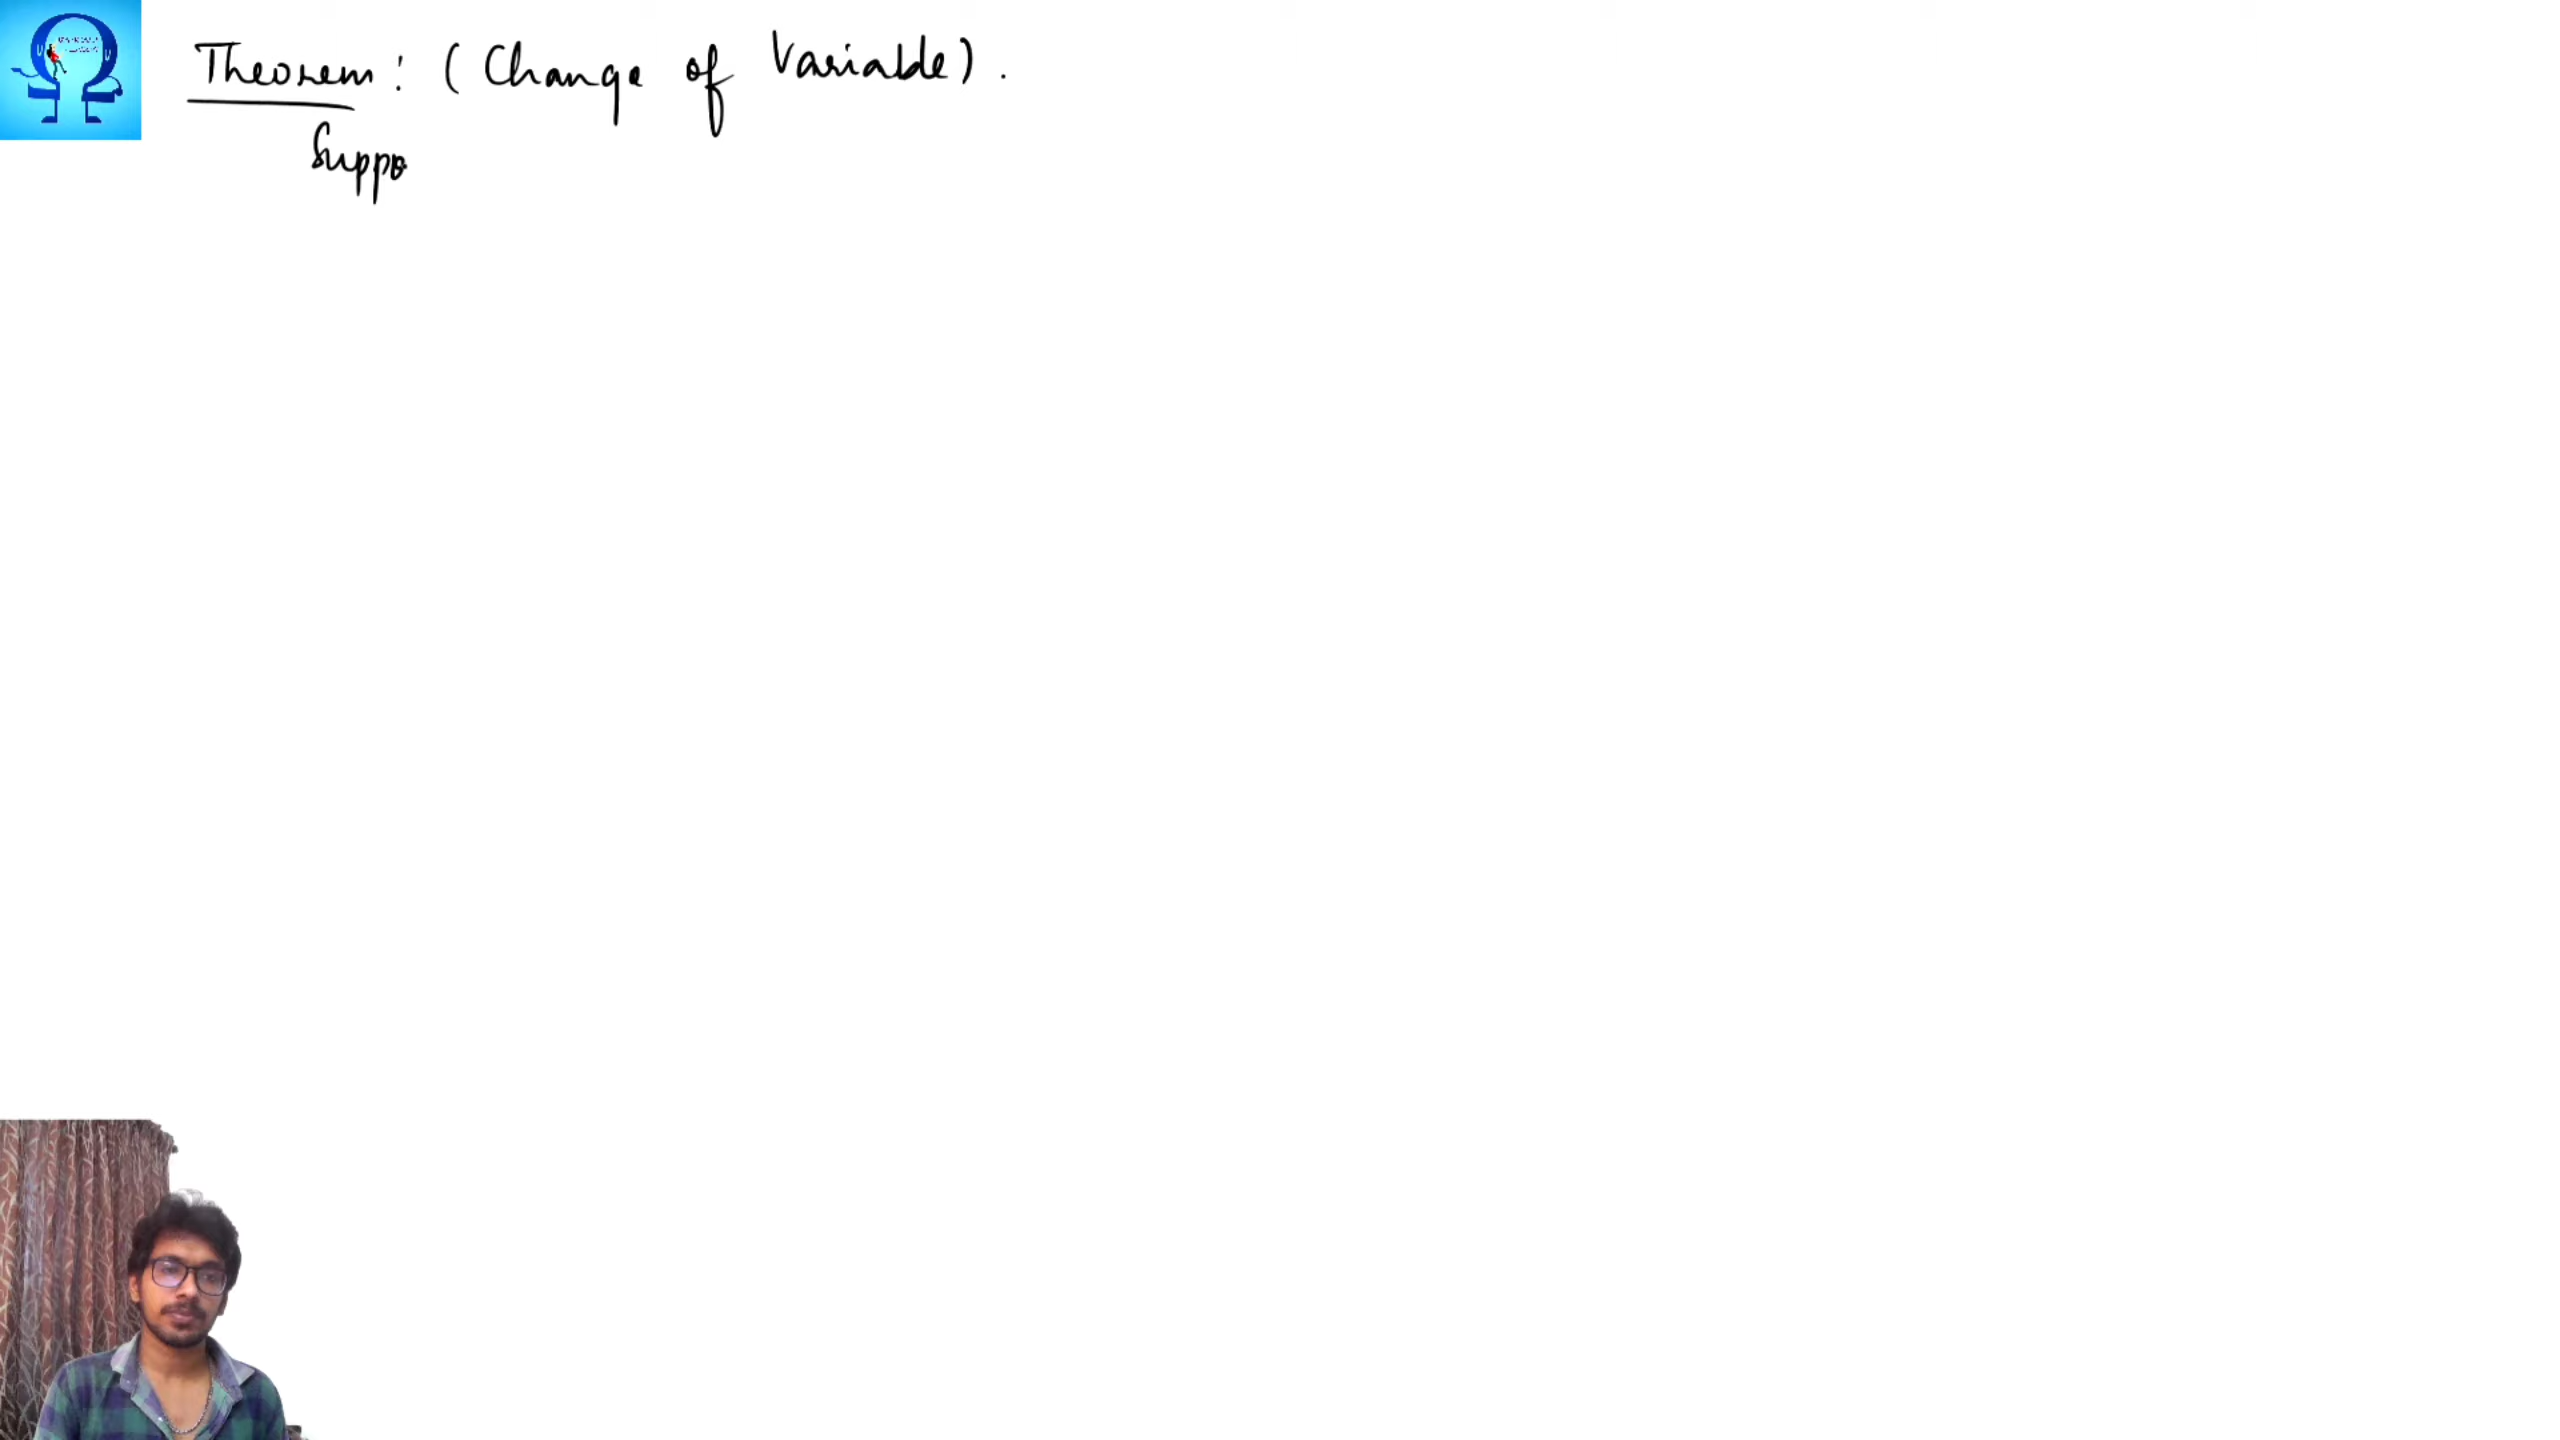 Theorem: (Change of Variable).
Suppo